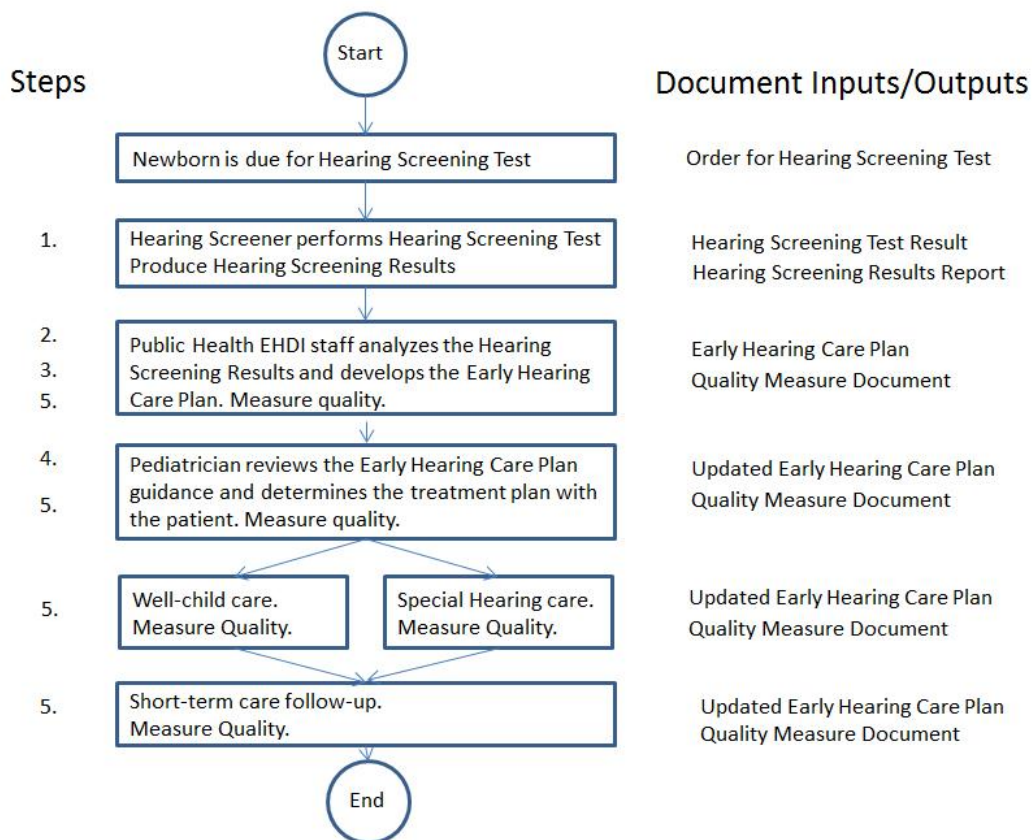 Start
Steps
Document Inputs/Outputs
Newborn is due for Hearing Screening Test
Order for Hearing Screening Test
1.
Hearing Screener performs Hearing Screening Test
Produce Hearing Screening Results
Hearing Screening Test Result
Hearing Screening Results Report
2.
3.
5.
Public Health EHDI staff analyzes the Hearing
Screening Results and develops the Early Hearing
Care Plan. Measure quality.
Early Hearing Care Plan
Quality Measure Document
4.
5.
Pediatrician reviews the Early Hearing Care Plan
guidance and determines the treatment plan with
the patient. Measure quality.
Updated Early Hearing Care Plan
Quality Measure Document
5.
Well-child care.
Measure Quality.
Special Hearing care.
Measure Quality.
Updated Early Hearing Care Plan
Quality Measure Document
5.
Short-term care follow-up.
Measure Quality.
Updated Early Hearing Care Plan
Quality Measure Document
End